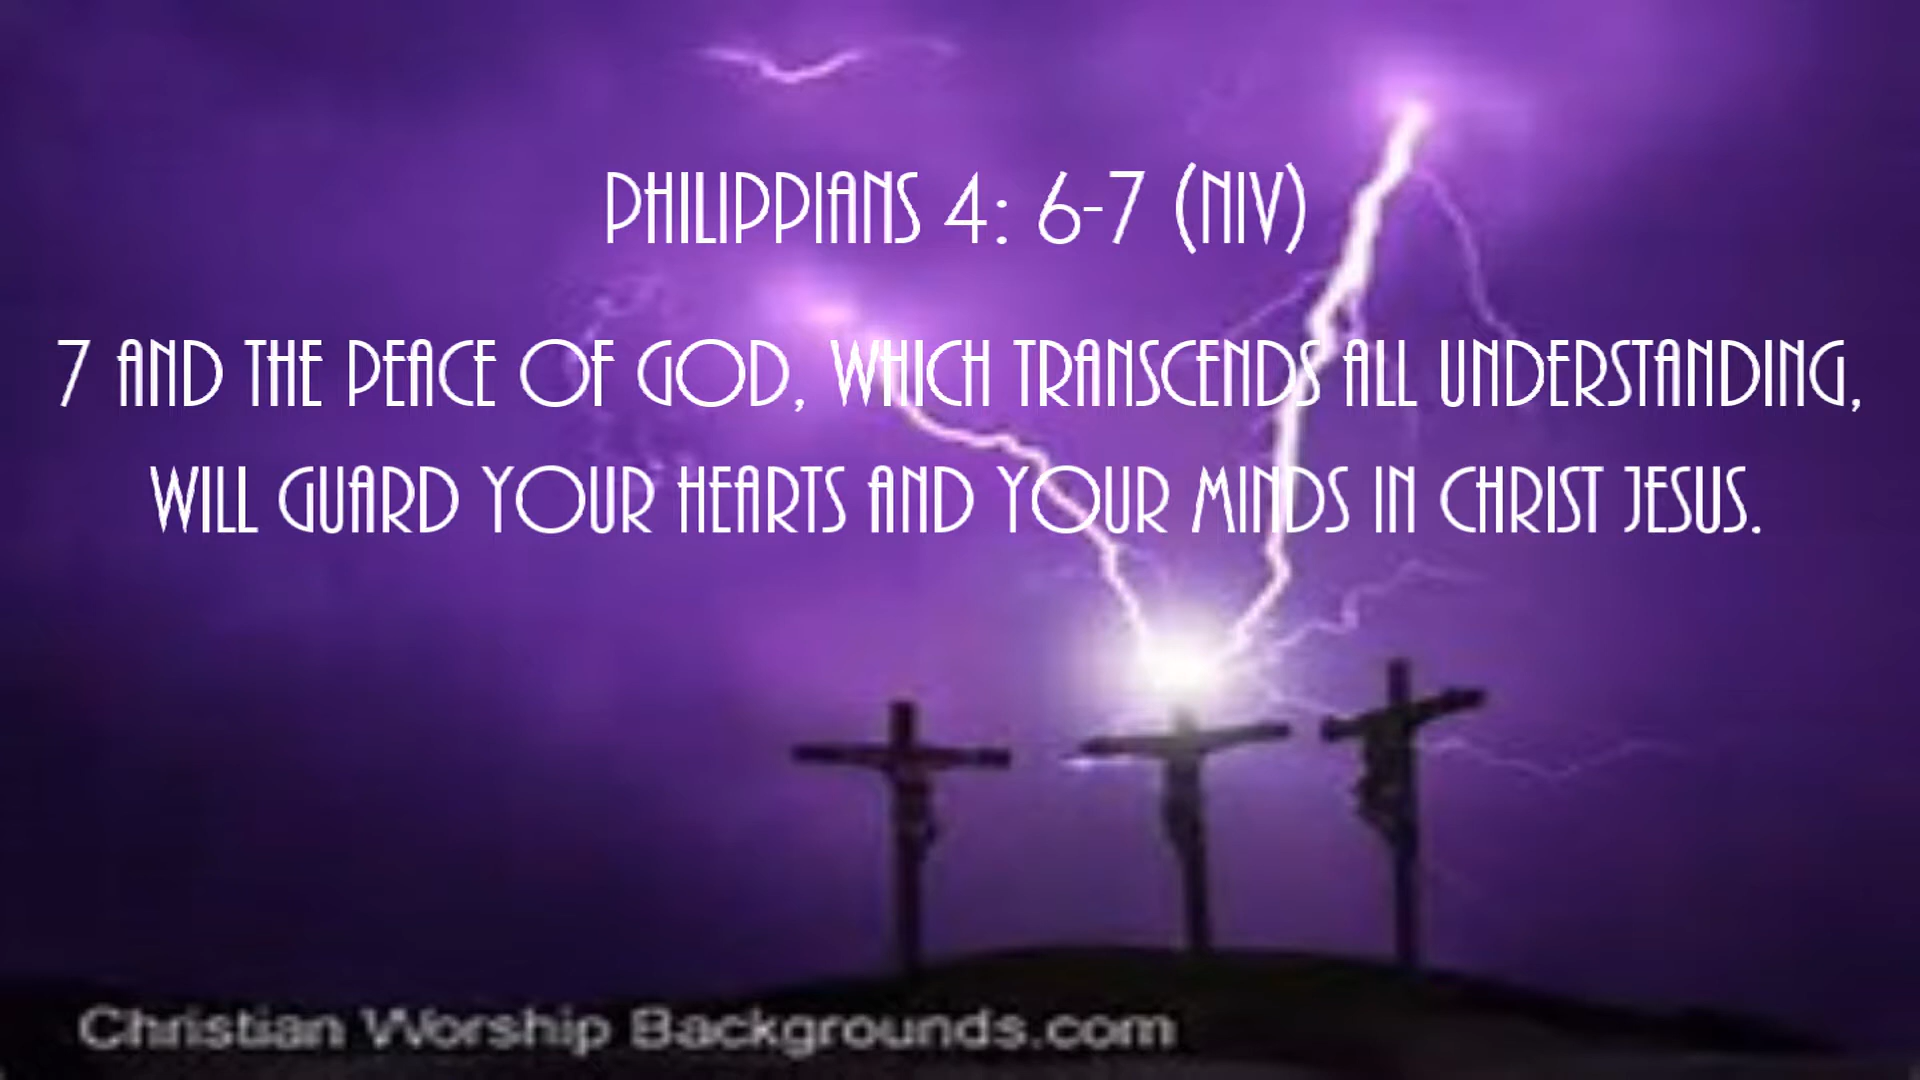 PHILIPPIANS 4: 6-7 (NIV)
7 AND THE PEACE OF GOD, WHICH TRANSCENDS ALL UNDERSTANDING,
WILL GUARD YOUR HEARTS AND YOUR MINDS IN CHRIST JESUS.
Christian Worship Backgrounds.com